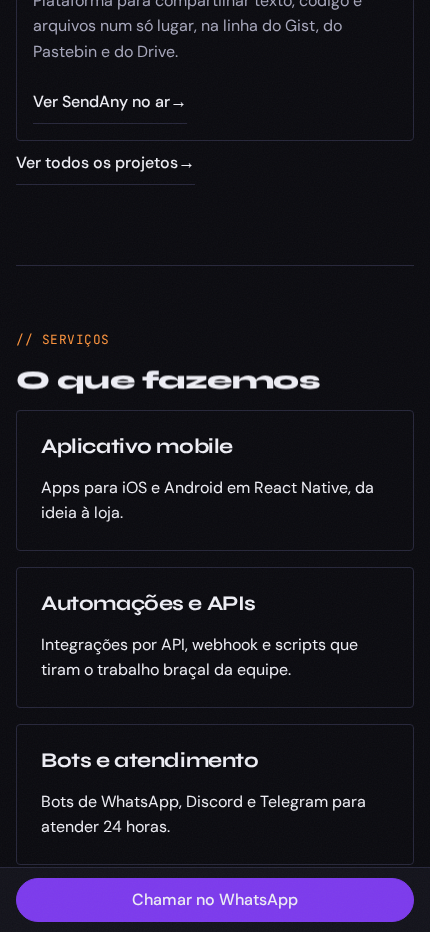 Plataforma para compartilhar texto, código e
arquivos num só lugar, na linha do Gist, do
Pastebin e do Drive.
Ver SendAny no ar→
Ver todos os projetos→
// SERVIÇOS
O que fazemos
Aplicativo mobile
Apps para iOS e Android em React Native, da
ideia à loja.
Automações e APIs
Integrações por API, webhook e scripts que
tiram o trabalho braçal da equipe.
Bots e atendimento
Bots de WhatsApp, Discord e Telegram para
atender 24 horas.
Chamar no WhatsApp